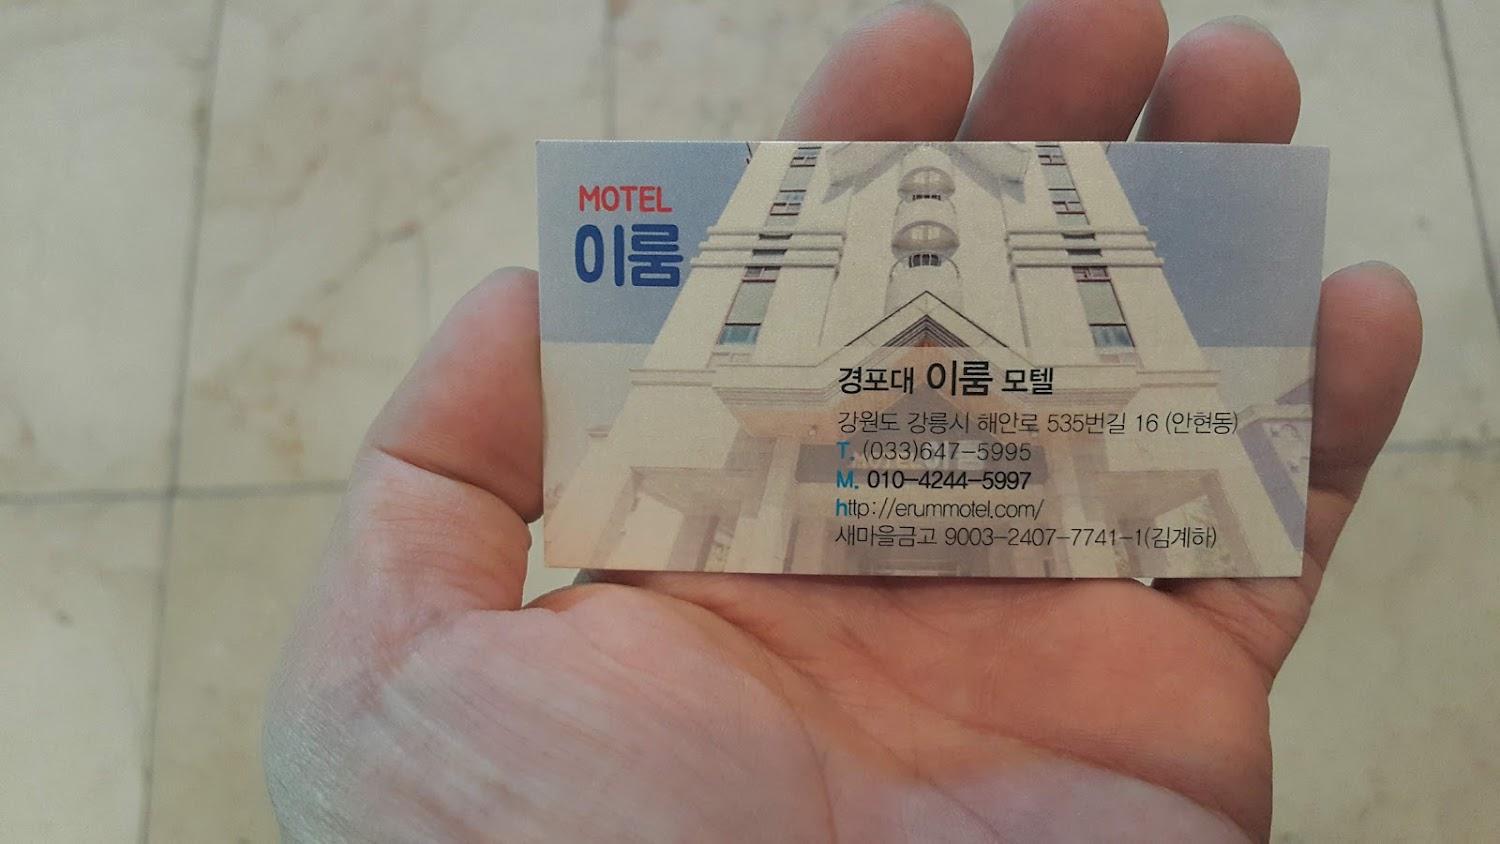 MOTEL
이룸
경포대 이룸 모텔
강원도 강릉시 해안로 535번길 16 (안현동)
T. (033)647-5995
M. 010-4244-5997
http://erummotel.com/
새마을금고 9003-2407-7741-1(김계하)